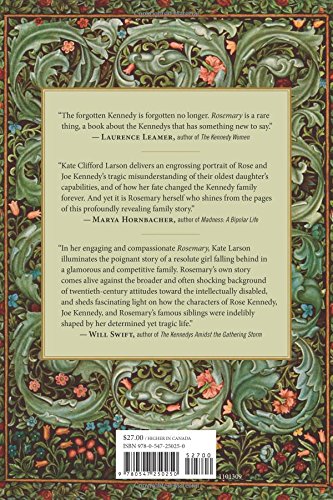 “The forgotten Kennedy is forgotten no longer. Rosemary is a rare
thing, a book about the Kennedys that has something new to say.”
— LAURENCE LEAMER, author of The Kennedy Women
“Kate Clifford Larson delivers an engrossing portrait of Rose and
Joe Kennedy’s tragic misunderstanding of their oldest daughter’s
capabilities, and of how her fate changed the Kennedy family
forever. And yet it is Rosemary herself who shines from the pages
of this profoundly revealing family story.”
— MARYA HORNBACHER, author of Madness: A Bipolar Life
“In her engaging and compassionate Rosemary, Kate Larson
illuminates the poignant story of a resolute girl falling behind in
a glamorous and competitive family. Rosemary’s own story
comes alive against the broader and often shocking background
of twentieth-century attitudes toward the intellectually disabled,
and sheds fascinating light on how the characters of Rose Kennedy,
Joe Kennedy, and Rosemary’s famous siblings were indelibly
shaped by her determined yet tragic life.”
— WILL SWIFT, author of The Kennedys Amidst the Gathering Storm
$27.00 / HIGHER IN CANADA
ISBN 978-0-547-25025-0
52700
9 780547 250250
1101309